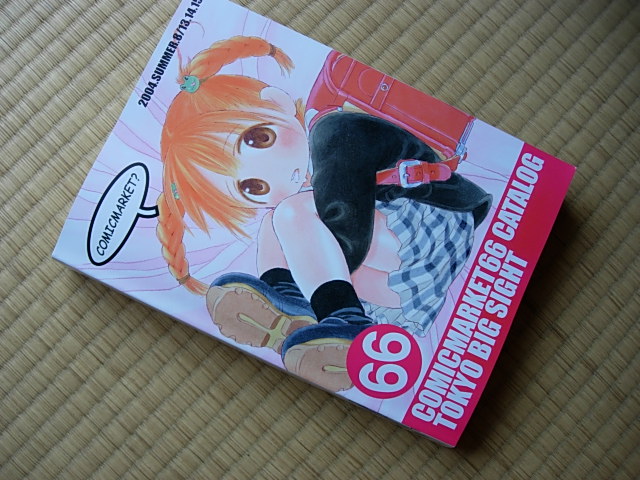 2004.SUMMER.8/13.14.15
COMICMARKET?
66
COMICMARKET66 CATALOG
TOKYO BIG SIGHT